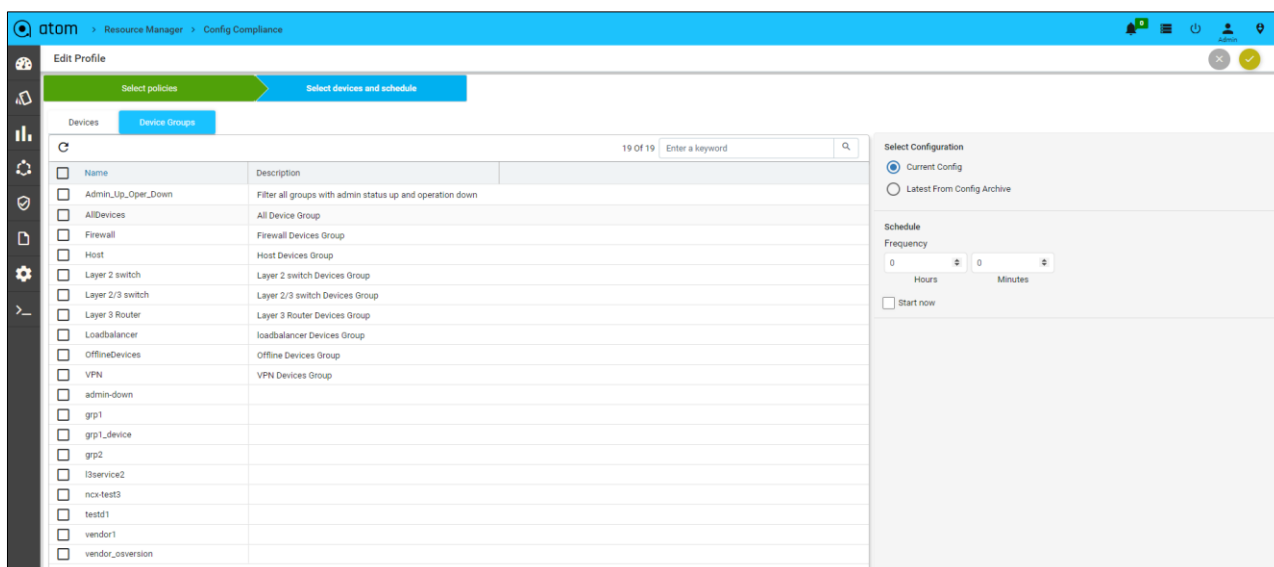 atom > Resource Manager > Config Compliance
0
Admin
Edit Profile
Select policies
Select devices and schedule
Devices
Device Groups
19 Of 19 Enter a keyword
Name Description
Admin_Up_Oper_Down Filter all groups with admin status up and operation down
AllDevices All Device Group
Firewall Firewall Devices Group
Host Host Devices Group
Layer 2 switch Layer 2 switch Devices Group
Layer 2/3 switch Layer 2/3 switch Devices Group
Layer 3 Router Layer 3 Router Devices Group
Loadbalancer loadbalancer Devices Group
OfflineDevices Offline Devices Group
VPN VPN Devices Group
admin-down
grp1
grp1_device
grp2
l3service2
ncx-test3
testd1
vendor1
vendor_osversion
Select Configuration
Current Config
Latest From Config Archive
Schedule
Frequency
0 0
Hours Minutes
Start now